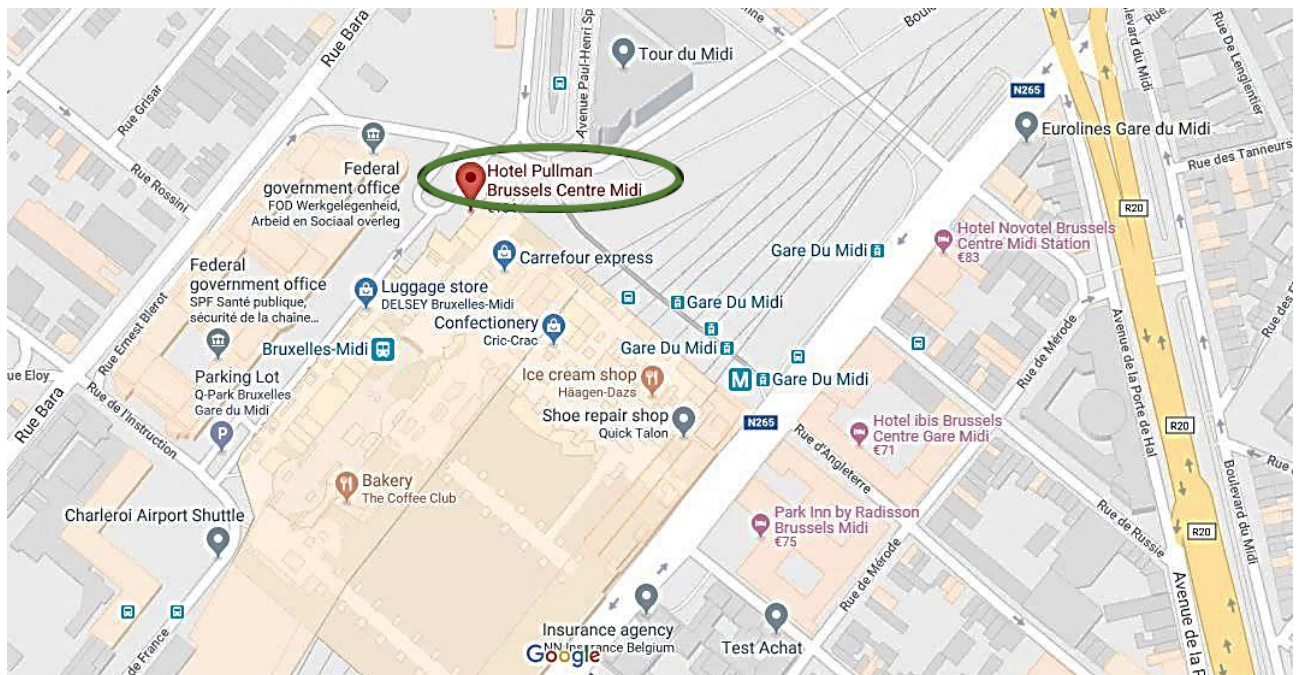 Rue Bara
Rue Grisar
Rue Rossini
Avenue Paul-Henri Sp
Tour du Midi
Boulevard du Midi
Rue De Lenglentier
N265
Eurolines Gare du Midi
Rue des Tanneurs
Federal
government office
FOD Werkgelegenheid,
Arbeid en Sociaal overleg
Hotel Pullman
Brussels Centre Midi
R20
Hotel Novotel Brussels
Centre Midi Station
€83
Gare Du Midi
Carrefour express
Federal
government office
SPF Santé publique,
sécurité de la chaîne...
Luggage store
DELSEY Bruxelles-Midi
Gare Du Midi
Confectionery
Cric-Crac
Rue Ernest Blerot
Bruxelles-Midi
Gare Du Midi
Rue de Mérode
Avenue de la Porte de Hal
Rue des
ue Eloy
Parking Lot
Q-Park Bruxelles
Gare du Midi
P
Ice cream shop
Häagen-Dazs
M
Gare Du Midi
Rue Bara
Rue de l'Instruction
Shoe repair shop
Quick Talon
N265
Hotel ibis Brussels
Centre Gare Midi
€71
R20
Rue d'Angleterre
Bakery
The Coffee Club
Boulevard du Midi
Charleroi Airport Shuttle
Park Inn by Radisson
Brussels Midi
€75
Rue de Russie
R20
Rue de Mérode
Avenue de la
Insurance agency
NN Insurance Belgium
Test Achat
de France
Google